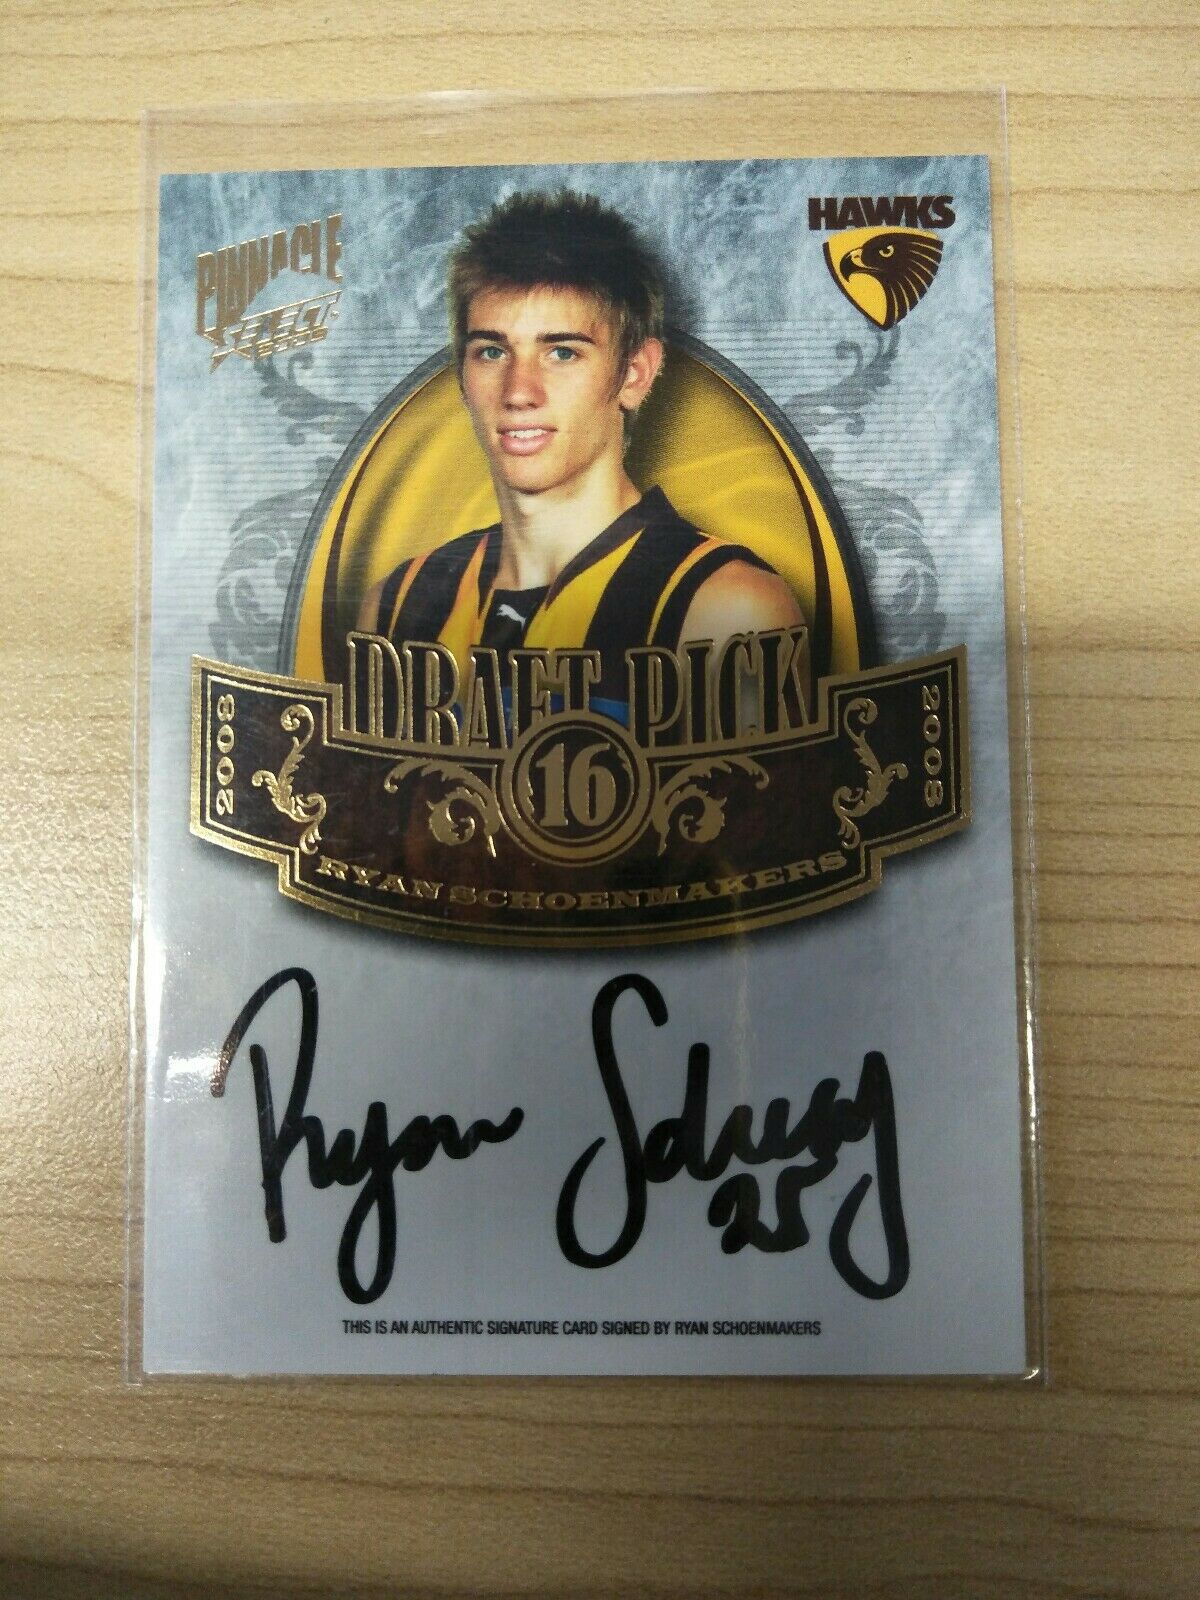 PINNACLE
SELECT
2009
HAWKS
DRAFT PICK
2008
16
2008
RYAN SCHOENMAKERS
Ryan
25
THIS IS AN AUTHENTIC SIGNATURE CARD SIGNED BY RYAN SCHOENMAKERS